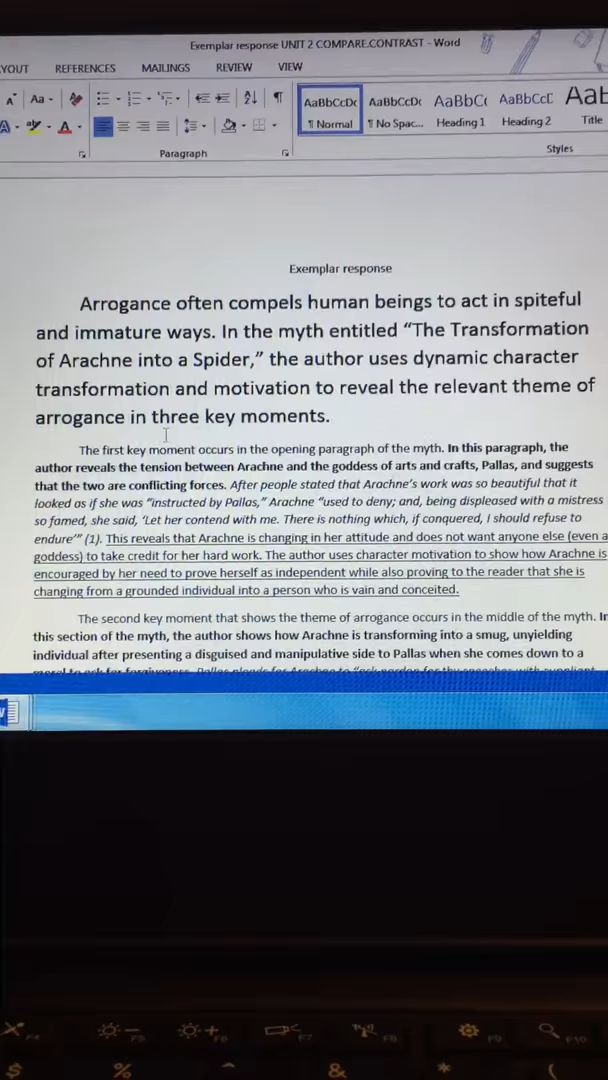 Exemplar response UNIT 2 COMPARE.CONTRAST - Word
YOUT REFERENCES MAILINGS REVIEW VIEW
A Aa
AaBbCcDc AaBbCcDc AaBbC( AaBbCcC Aa
¶ Normal ¶ No Spac... Heading 1 Heading 2 Title
Paragraph Styles
Exemplar response
Arrogance often compels human beings to act in spiteful
and immature ways. In the myth entitled “The Transformation
of Arachne into a Spider,” the author uses dynamic character
transformation and motivation to reveal the relevant theme of
arrogance in three key moments.
The first key moment occurs in the opening paragraph of the myth. In this paragraph, the
author reveals the tension between Arachne and the goddess of arts and crafts, Pallas, and suggests
that the two are conflicting forces. After people stated that Arachne’s work was so beautiful that it
looked as if she was “instructed by Pallas,” Arachne “used to deny; and, being displeased with a mistress
so famed, she said, ‘Let her contend with me. There is nothing which, if conquered, I should refuse to
endure’” (1). This reveals that Arachne is changing in her attitude and does not want anyone else (even a
goddess) to take credit for her hard work. The author uses character motivation to show how Arachne is
encouraged by her need to prove herself as independent while also proving to the reader that she is
changing from a grounded individual into a person who is vain and conceited.
The second key moment that shows the theme of arrogance occurs in the middle of the myth. In
this section of the myth, the author shows how Arachne is transforming into a smug, unyielding
individual after presenting a disguised and manipulative side to Pallas when she comes down to a
F5 F6 F7 F8 F9 F10
$ % ^ & * (